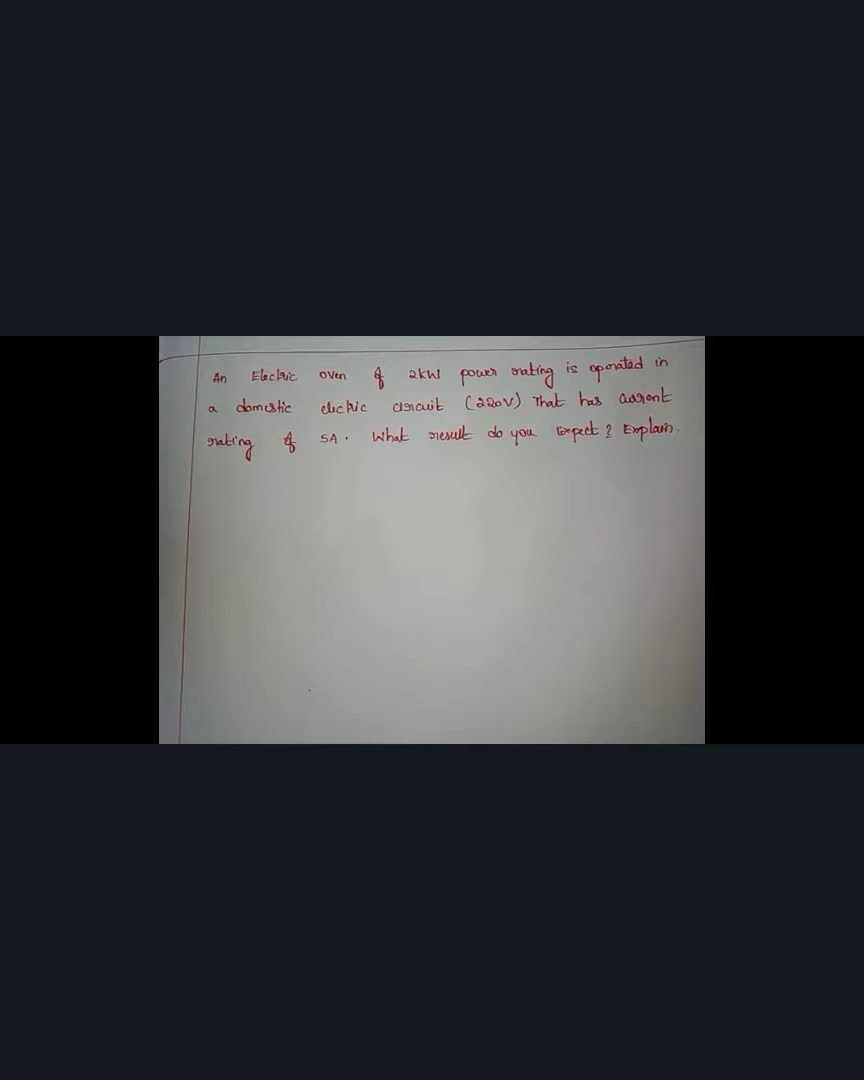 An Electric oven of 2kW power rating is operated in
a domestic electric circuit (220V) That has current
rating of 5A. What result do you Expect? Explain.